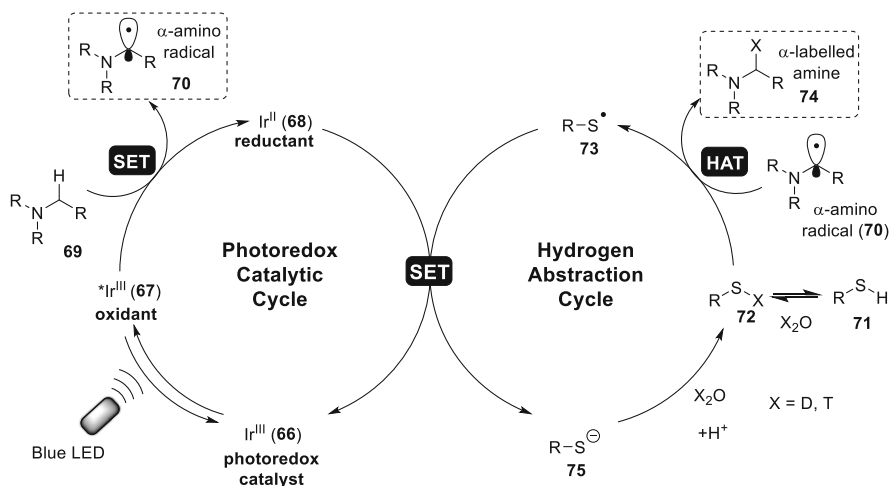 α-amino
radical
70
R
N
R
R
Ir^II (68)
reductant
SET
H
R
N
R
R
69
*Ir^III (67)
oxidant
Photoredox
Catalytic
Cycle
Blue LED
Ir^III (66)
photoredox
catalyst
SET
R–S•
73
Hydrogen
Abstraction
Cycle
X
R
N
R
R
α-labelled
amine
74
HAT
R
N
R
R
α-amino
radical (70)
S
R
X
72
X₂O
S
R
H
71
X₂O
+H⁺
X = D, T
R–S⊖
75